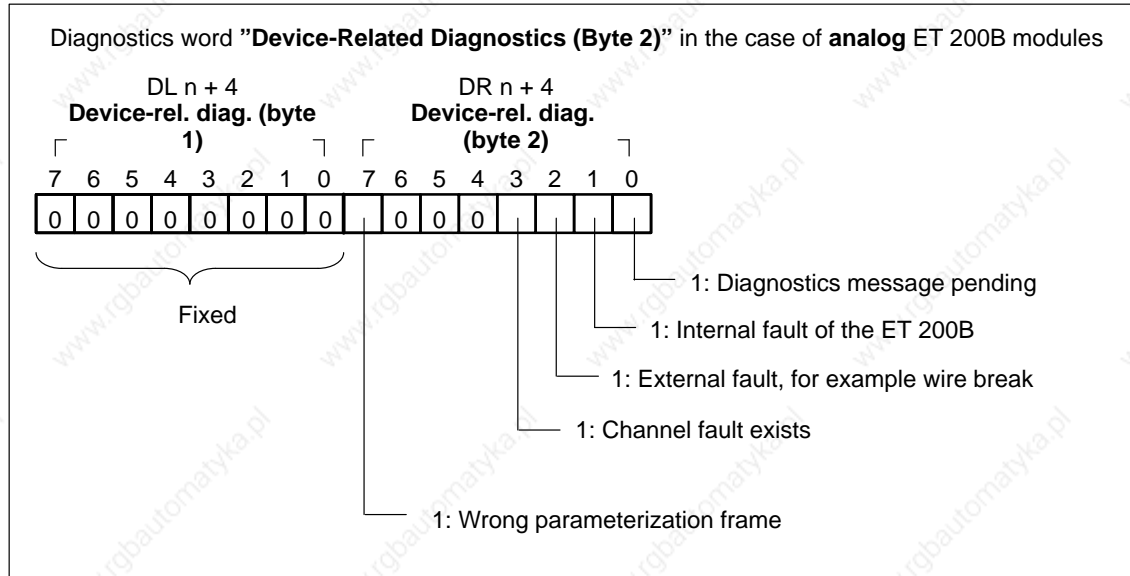 Diagnostics word ”Device-Related Diagnostics (Byte 2)” in the case of analog ET 200B modules
DL n + 4 DR n + 4
Device-rel. diag. (byte 1) Device-rel. diag. (byte 2)
7 6 5 4 3 2 1 0 7 6 5 4 3 2 1 0
0 0 0 0 0 0 0 0 0 0 0
Fixed
1: Diagnostics message pending
1: Internal fault of the ET 200B
1: External fault, for example wire break
1: Channel fault exists
1: Wrong parameterization frame
www.rgbautomatyka.pl